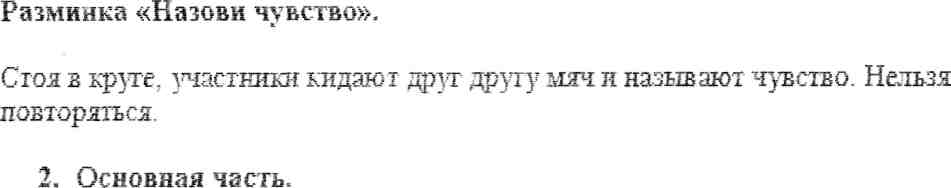 Разминка «Назови чувство».
Стоя в круге, участники кидают друг другу мяч и называют чувство. Нельзя
повторяться.
2. Основная часть.